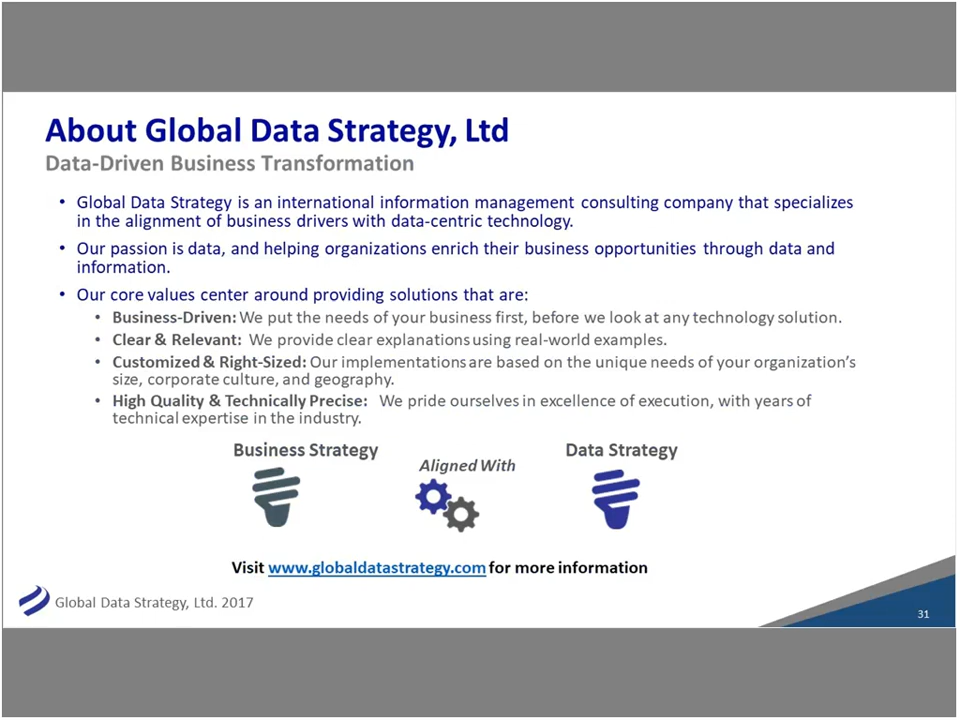 About Global Data Strategy, Ltd
Data-Driven Business Transformation
• Global Data Strategy is an international information management consulting company that specializes
in the alignment of business drivers with data-centric technology.
• Our passion is data, and helping organizations enrich their business opportunities through data and
information.
• Our core values center around providing solutions that are:
• Business-Driven: We put the needs of your business first, before we look at any technology solution.
• Clear & Relevant: We provide clear explanations using real-world examples.
• Customized & Right-Sized: Our implementations are based on the unique needs of your organization's
size, corporate culture, and geography.
• High Quality & Technically Precise: We pride ourselves in excellence of execution, with years of
technical expertise in the industry.
Business Strategy
Aligned With
Data Strategy
Visit www.globaldatastrategy.com for more information
Global Data Strategy, Ltd. 2017
31